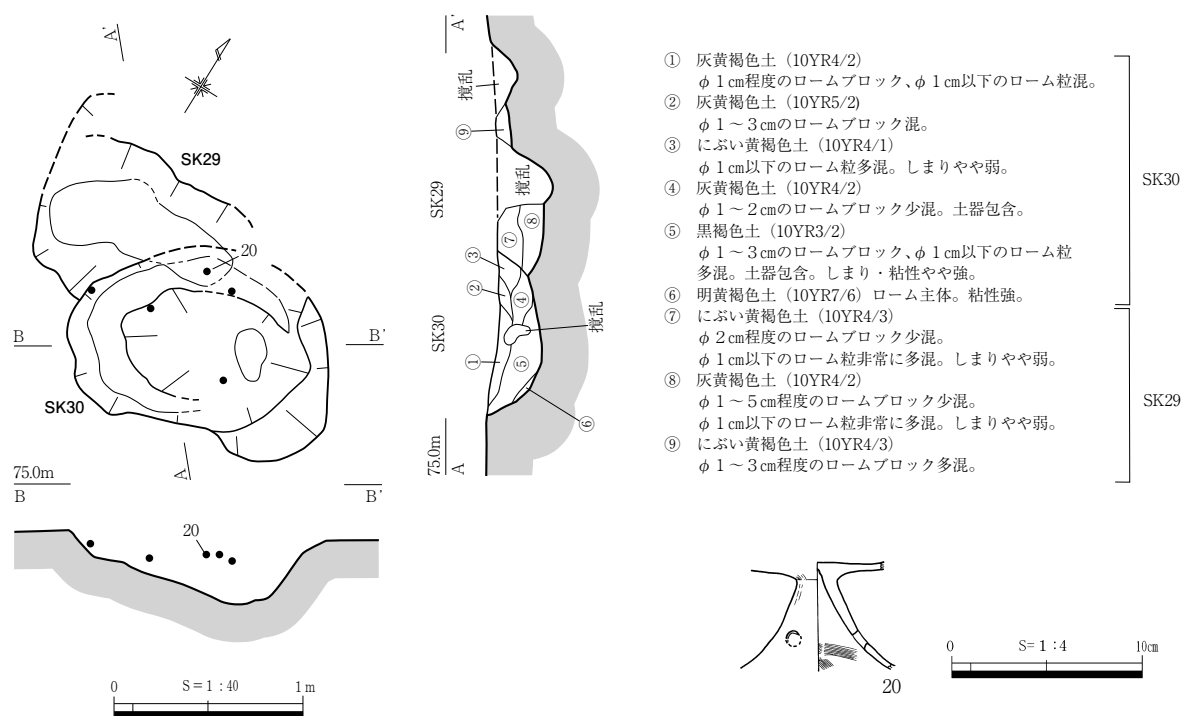 A'
SK29
20
B
B'
SK30
A
75.0m
B
B'
20
0
S=1:40
1m
A'
攪乱
⑨
攪乱
SK29
⑧
⑦
③
②
④
攪乱
SK30
①
⑤
⑥
75.0m
A
① 灰黄褐色土（10YR4/2）
φ1㎝程度のロームブロック、φ1㎝以下のローム粒混。
② 灰黄褐色土（10YR5/2）
φ1～3㎝のロームブロック混。
③ にぶい黄褐色土（10YR4/1）
φ1㎝以下のローム粒多混。しまりやや弱。
④ 灰黄褐色土（10YR4/2）
φ1～2㎝のロームブロック少混。土器包含。
⑤ 黒褐色土（10YR3/2）
φ1～3㎝のロームブロック、φ1㎝以下のローム粒
多混。土器包含。しまり・粘性やや強。
⑥ 明黄褐色土（10YR7/6）ローム主体。粘性強。
SK30
⑦ にぶい黄褐色土（10YR4/3）
φ2㎝程度のロームブロック少混。
φ1㎝以下のローム粒非常に多混。しまりやや弱。
⑧ 灰黄褐色土（10YR4/2）
φ1～5㎝程度のロームブロック少混。
φ1㎝以下のローム粒非常に多混。しまりやや弱。
⑨ にぶい黄褐色土（10YR4/3）
φ1～3㎝程度のロームブロック多混。
SK29
20
0
S=1:4
10㎝